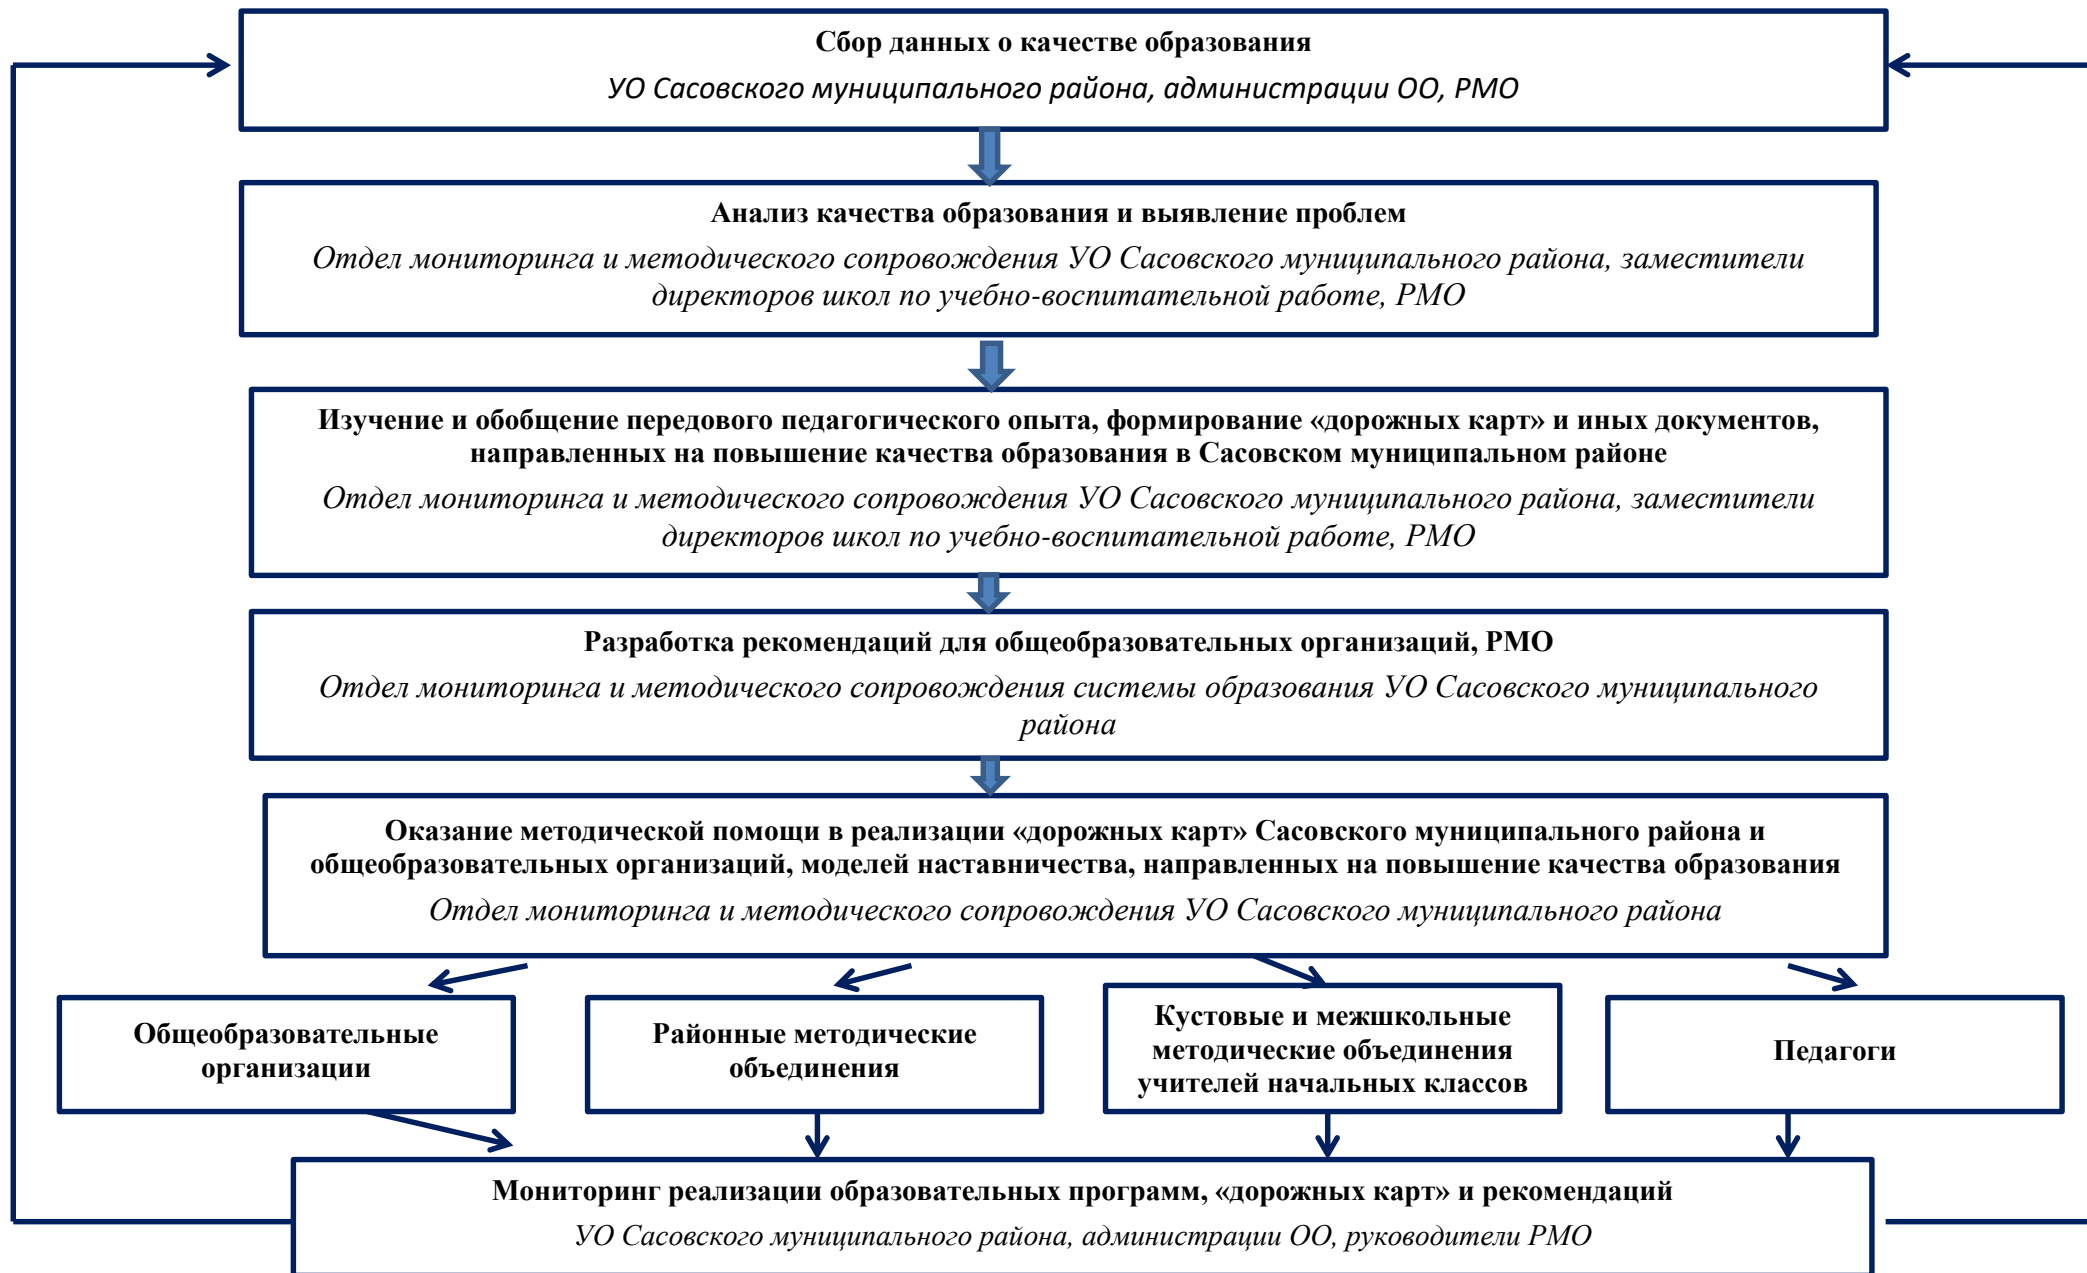 Сбор данных о качестве образования
УО Сасовского муниципального района, администрации ОО, РМО
Анализ качества образования и выявление проблем
Отдел мониторинга и методического сопровождения УО Сасовского муниципального района, заместители
директоров школ по учебно-воспитательной работе, РМО
Изучение и обобщение передового педагогического опыта, формирование «дорожных карт» и иных документов,
направленных на повышение качества образования в Сасовском муниципальном районе
Отдел мониторинга и методического сопровождения УО Сасовского муниципального района, заместители
директоров школ по учебно-воспитательной работе, РМО
Разработка рекомендаций для общеобразовательных организаций, РМО
Отдел мониторинга и методического сопровождения системы образования УО Сасовского муниципального
района
Оказание методической помощи в реализации «дорожных карт» Сасовского муниципального района и
общеобразовательных организаций, моделей наставничества, направленных на повышение качества образования
Отдел мониторинга и методического сопровождения УО Сасовского муниципального района
Общеобразовательные
организации
Районные методические
объединения
Кустовые и межшкольные
методические объединения
учителей начальных классов
Педагоги
Мониторинг реализации образовательных программ, «дорожных карт» и рекомендаций
УО Сасовского муниципального района, администрации ОО, руководители РМО